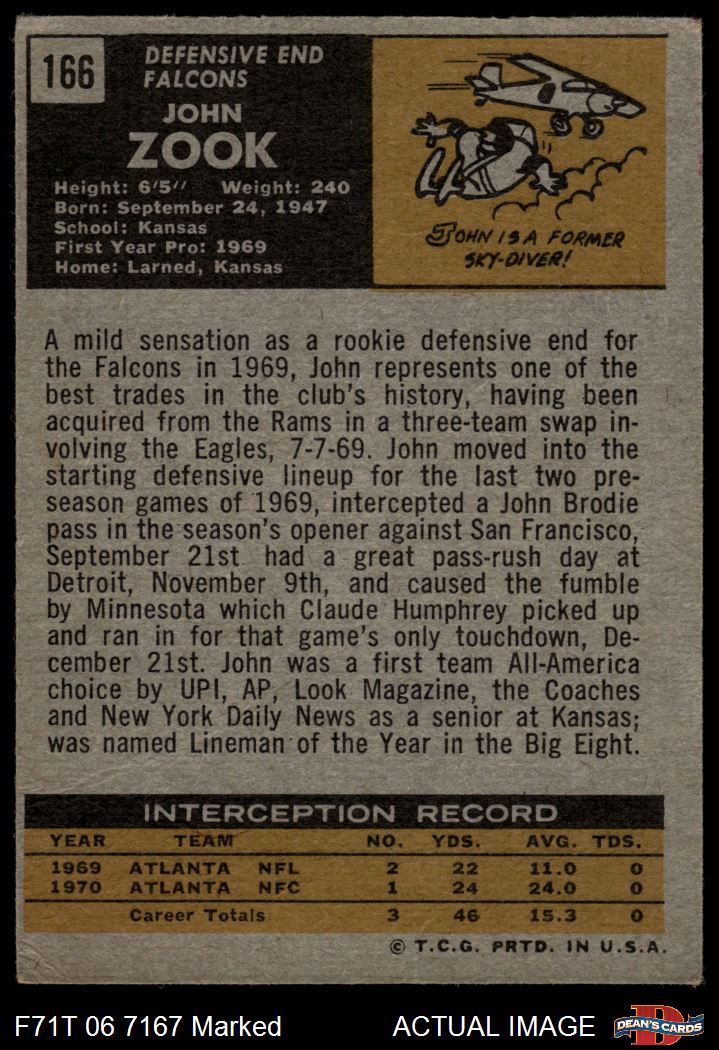 166
DEFENSIVE END
FALCONS
JOHN
ZOOK
Height: 6'5" Weight: 240
Born: September 24, 1947
School: Kansas
First Year Pro: 1969
Home: Larned, Kansas
JOHN IS A FORMER
SKY-DIVER!
A mild sensation as a rookie defensive end for
the Falcons in 1969, John represents one of the
best trades in the club's history, having been
acquired from the Rams in a three-team swap in-
volving the Eagles, 7-7-69. John moved into the
starting defensive lineup for the last two pre-
season games of 1969, intercepted a John Brodie
pass in the season's opener against San Francisco,
September 21st had a great pass-rush day at
Detroit, November 9th, and caused the fumble
by Minnesota which Claude Humphrey picked up
and ran in for that game's only touchdown, De-
cember 21st. John was a first team All-America
choice by UPI, AP, Look Magazine, the Coaches
and New York Daily News as a senior at Kansas;
was named Lineman of the Year in the Big Eight.
INTERCEPTION RECORD
YEAR TEAM NO. YDS. AVG. TDS.
1969 ATLANTA NFL 2 22 11.0 0
1970 ATLANTA NFC 1 24 24.0 0
Career Totals 3 46 15.3 0
© T.C.G. PRTD. IN U.S.A.
F71T 06 7167 Marked ACTUAL IMAGE DEAN'S CARDS